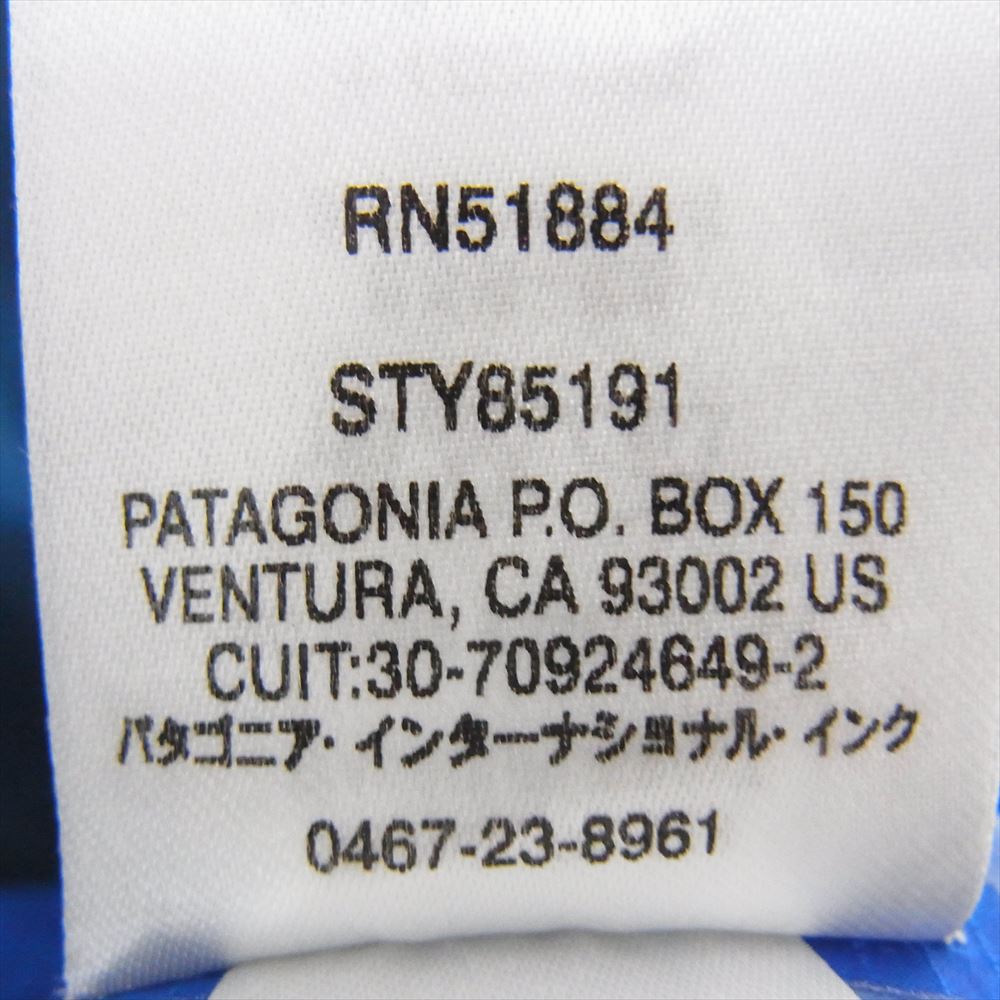 RN51884
STY85191
PATAGONIA P.O. BOX 150
VENTURA, CA 93002 US
CUIT:30-70924649-2
パタゴニア・インターナショナル・インク
0467-23-8961